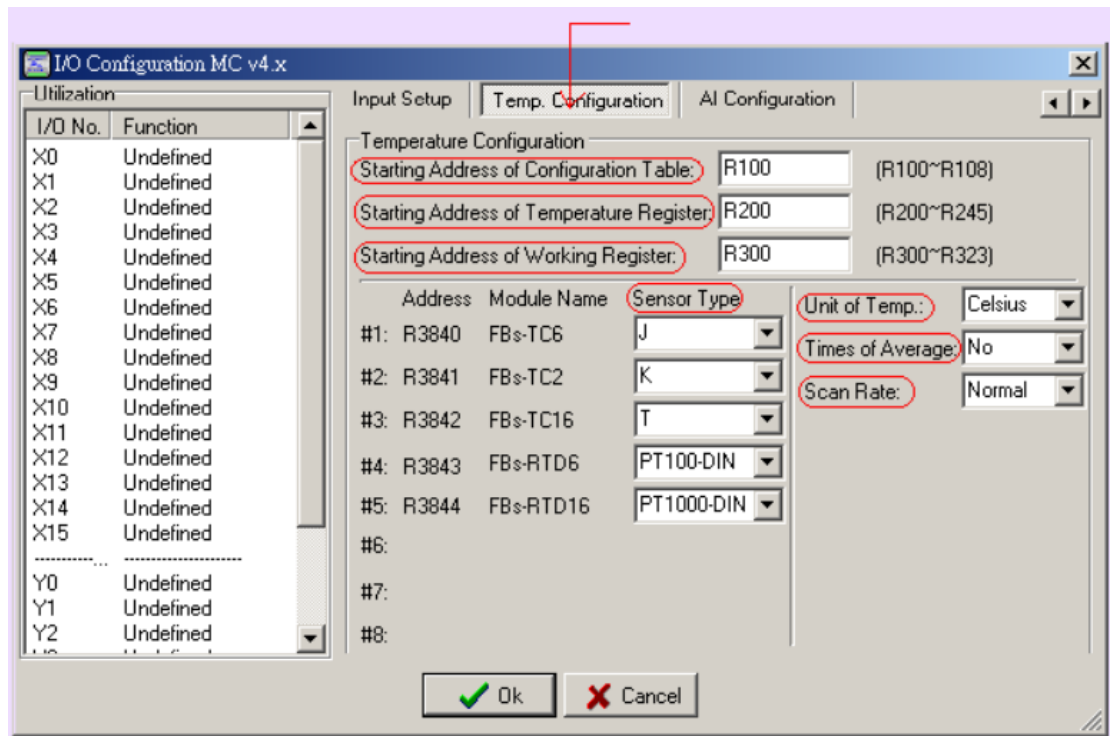 I/O Configuration MC v4.x
Utilization
I/O No. Function
X0 Undefined
X1 Undefined
X2 Undefined
X3 Undefined
X4 Undefined
X5 Undefined
X6 Undefined
X7 Undefined
X8 Undefined
X9 Undefined
X10 Undefined
X11 Undefined
X12 Undefined
X13 Undefined
X14 Undefined
X15 Undefined
-----------... ----------------------
Y0 Undefined
Y1 Undefined
Y2 Undefined
Input Setup Temp. Configuration AI Configuration
Temperature Configuration
Starting Address of Configuration Table: R100 (R100~R108)
Starting Address of Temperature Register: R200 (R200~R245)
Starting Address of Working Register: R300 (R300~R323)
Address Module Name Sensor Type
#1: R3840 FBs-TC6 J
#2: R3841 FBs-TC2 K
#3: R3842 FBs-TC16 T
#4: R3843 FBs-RTD6 PT100-DIN
#5: R3844 FBs-RTD16 PT1000-DIN
#6:
#7:
#8:
Unit of Temp.: Celsius
Times of Average: No
Scan Rate: Normal
Ok Cancel